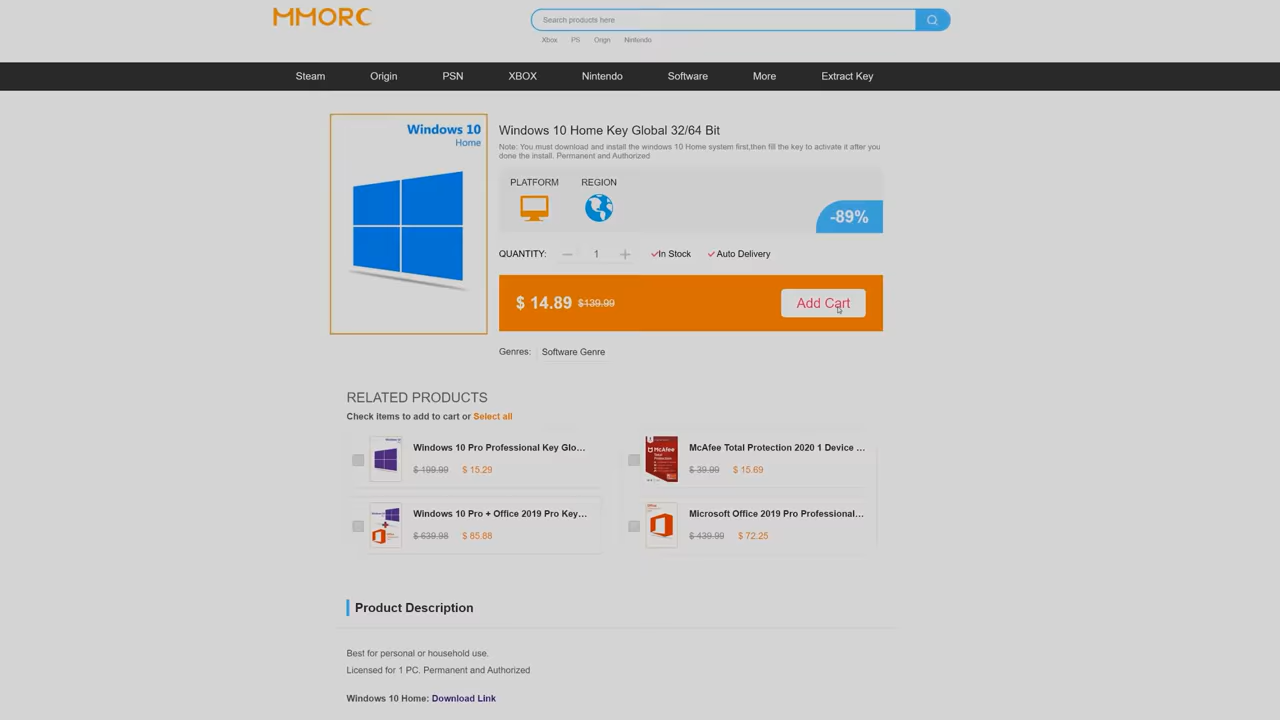 MMORC
Search products here
Xbox PS Orign Nintendo
Steam Origin PSN XBOX Nintendo Software More Extract Key
Windows 10
Home
Windows 10 Home Key Global 32/64 Bit
Note: You must download and install the windows 10 Home system first,then fill the key to activate it after you
done the install. Permanent and Authorized
PLATFORM REGION
-89%
QUANTITY: 1 In Stock Auto Delivery
$ 14.89 $139.99 Add Cart
Genres: Software Genre
RELATED PRODUCTS
Check items to add to cart or Select all
Windows 10 Pro Professional Key Glo...
$ 199.99 $ 15.29
McAfee Total Protection 2020 1 Device ...
$ 39.99 $ 15.69
Windows 10 Pro + Office 2019 Pro Key...
$ 639.98 $ 85.88
Microsoft Office 2019 Pro Professional...
$ 439.99 $ 72.25
Product Description
Best for personal or household use.
Licensed for 1 PC. Permanent and Authorized
Windows 10 Home: Download Link